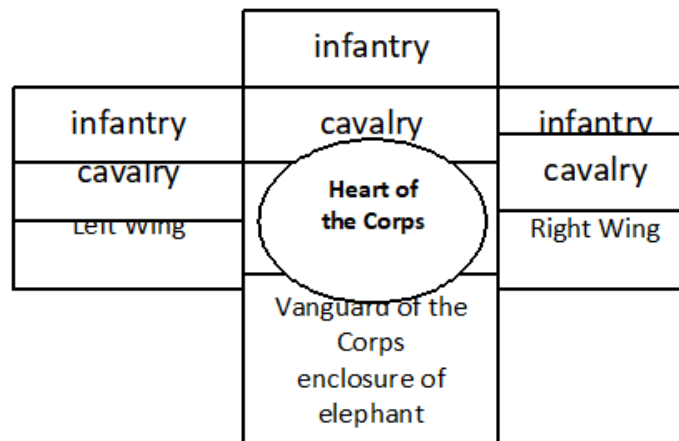 infantry
infantry
cavalry
infantry
cavalry
cavalry
Heart of
the Corps
Left Wing
Right Wing
Vanguard of the
Corps
enclosure of
elephant